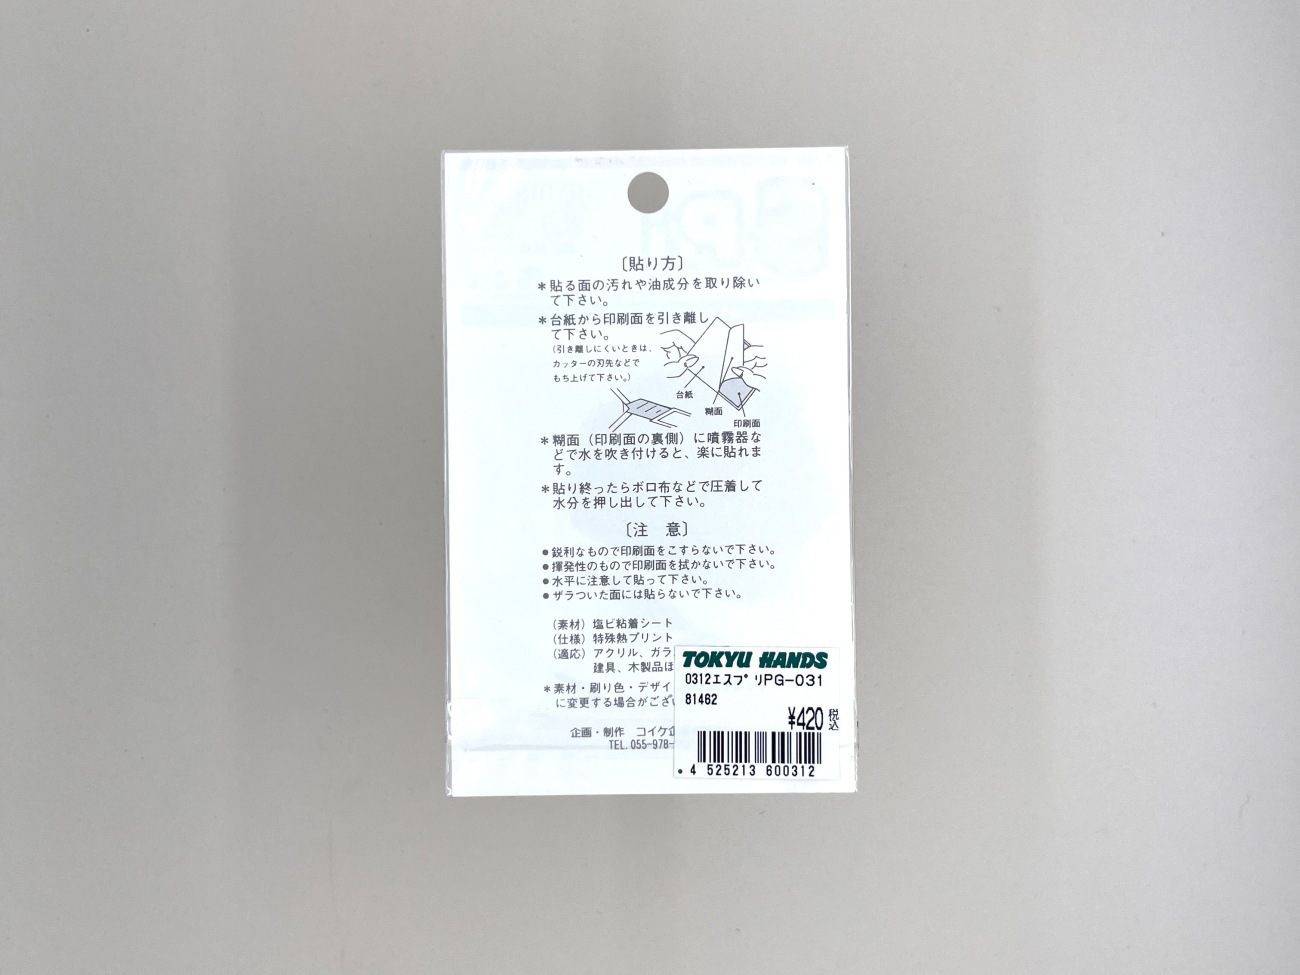 〔貼り方〕
＊貼る面の汚れや油成分を取り除い
て下さい。
＊台紙から印刷面を引き離し
て下さい。
（引き離しにくいときは、
カッターの刃先などで
もち上げて下さい。）
台紙
糊面
印刷面
＊糊面（印刷面の裏側）に噴霧器な
どで水を吹き付けると、楽に貼れま
す。
＊貼り終ったらボロ布などで圧着して
水分を押し出して下さい。
〔注　意〕
●鋭利なもので印刷面をこすらないで下さい。
●揮発性のもので印刷面を拭かないで下さい。
●水平に注意して貼って下さい。
●ザラついた面には貼らないで下さい。
（素材）塩ビ粘着シート
（仕様）特殊熱プリント
（適応）アクリル、ガラ
建具、木製品ほ
＊素材・刷り色・デザイ
に変更する場合がござい
企画・制作　コイケ企
TEL. 055-978-
TOKYU HANDS
0312エスプリPG-031
81462
¥420 税込
4 525213 600312